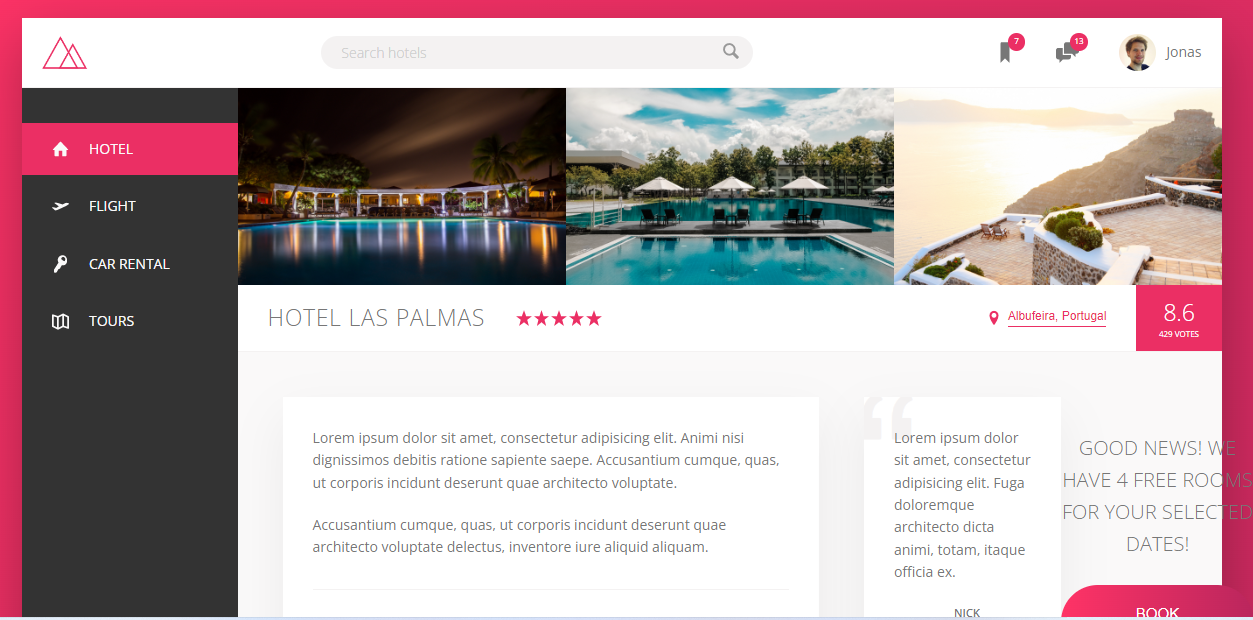 Search hotels
7
13
Jonas
HOTEL
FLIGHT
CAR RENTAL
TOURS
HOTEL LAS PALMAS
Albufeira, Portugal
8.6
429 VOTES
Lorem ipsum dolor sit amet, consectetur adipisicing elit. Animi nisi
dignissimos debitis ratione sapiente saepe. Accusantium cumque, quas,
ut corporis incidunt deserunt quae architecto voluptate.
Accusantium cumque, quas, ut corporis incidunt deserunt quae
architecto voluptate delectus, inventore iure aliquid aliquam.
“
Lorem ipsum dolor
sit amet, consectetur
adipisicing elit. Fuga
doloremque
architecto dicta
animi, totam, itaque
officia ex.
NICK
GOOD NEWS! WE
HAVE 4 FREE ROOMS
FOR YOUR SELECTED
DATES!
BOOK